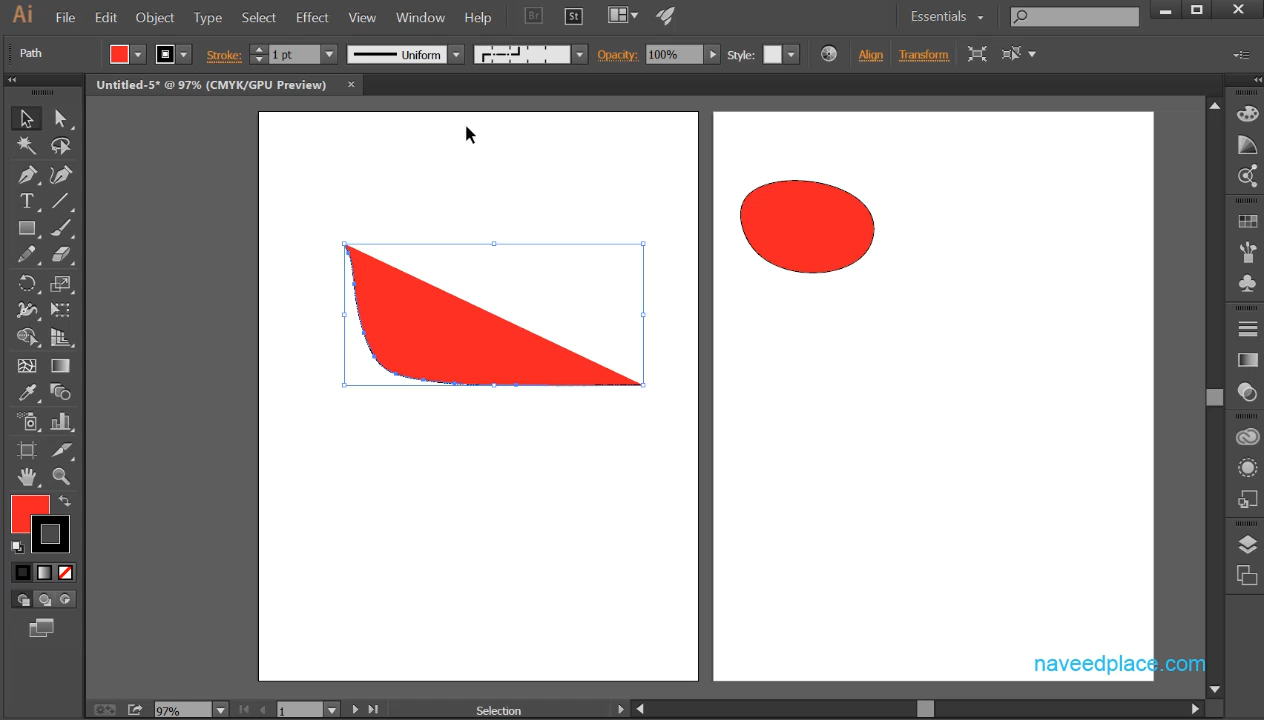 Ai File Edit Object Type Select Effect View Window Help Br St Essentials
Path Stroke: 1 pt Uniform Opacity: 100% Style: Align Transform
Untitled-5* @ 97% (CMYK/GPU Preview) ×
T
naveedplace.com
97% 1 Selection